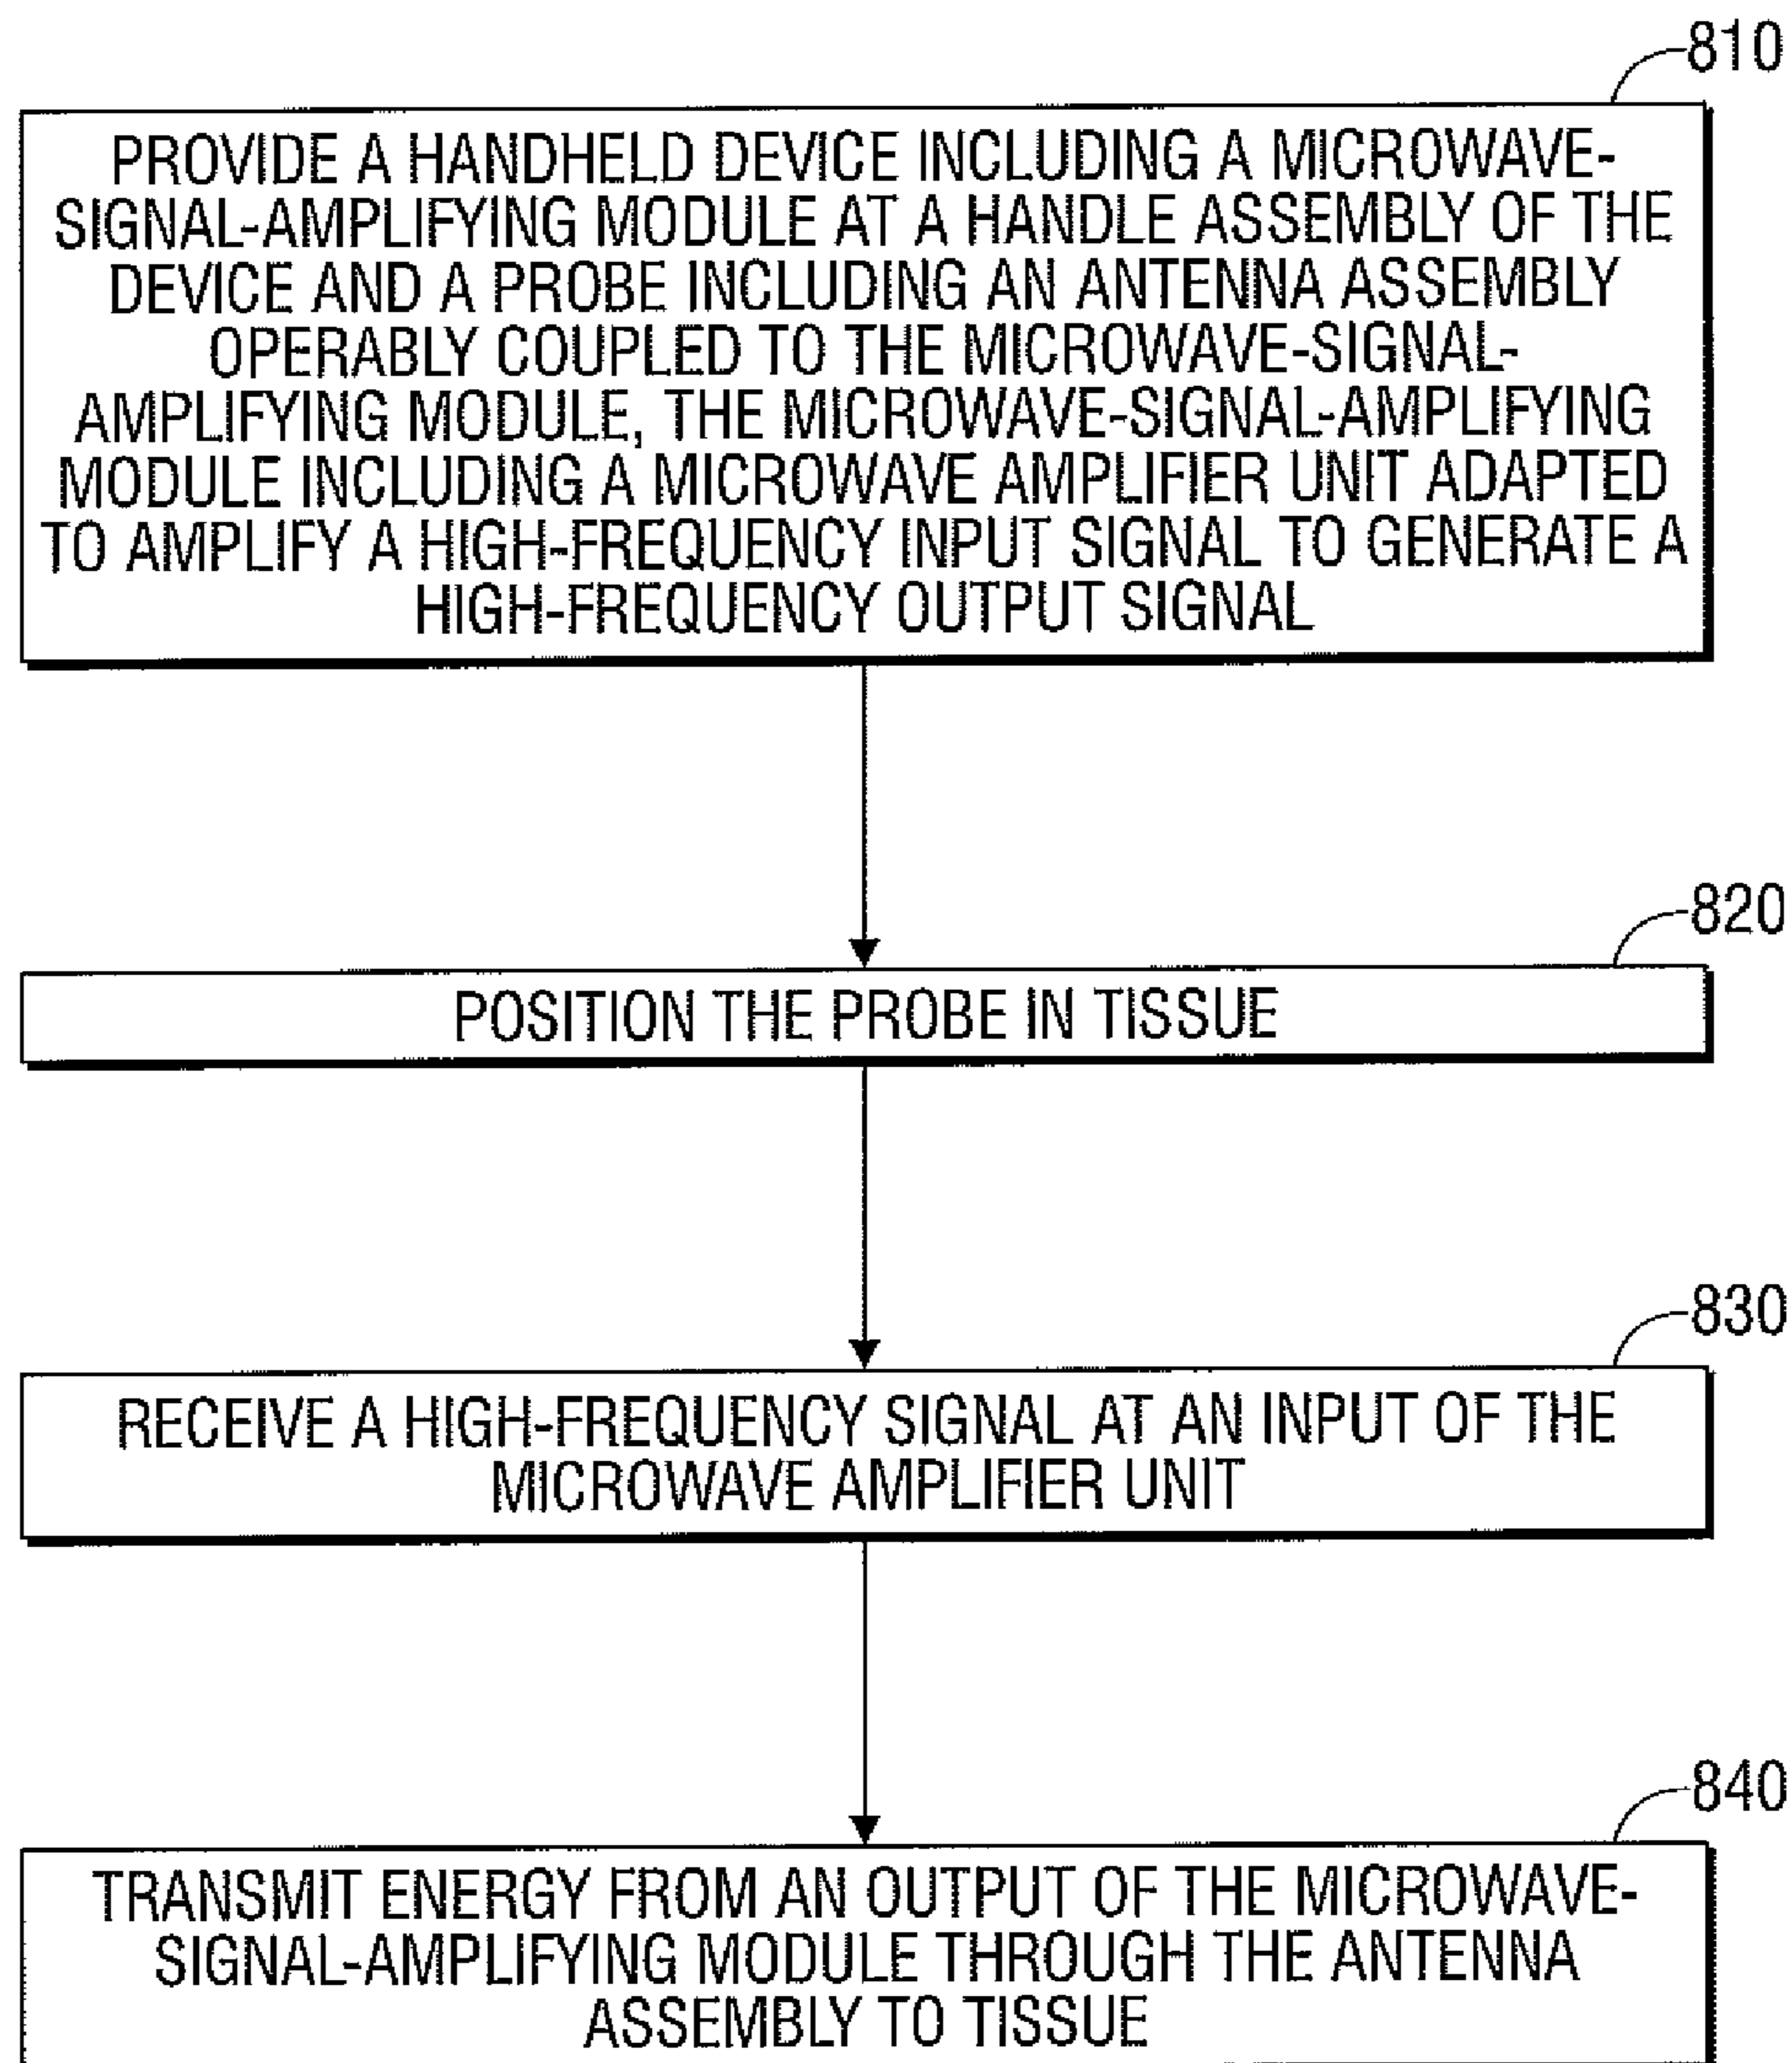 810
PROVIDE A HANDHELD DEVICE INCLUDING A MICROWAVE-
SIGNAL-AMPLIFYING MODULE AT A HANDLE ASSEMBLY OF THE
DEVICE AND A PROBE INCLUDING AN ANTENNA ASSEMBLY
OPERABLY COUPLED TO THE MICROWAVE-SIGNAL-
AMPLIFYING MODULE, THE MICROWAVE-SIGNAL-AMPLIFYING
MODULE INCLUDING A MICROWAVE AMPLIFIER UNIT ADAPTED
TO AMPLIFY A HIGH-FREQUENCY INPUT SIGNAL TO GENERATE A
HIGH-FREQUENCY OUTPUT SIGNAL
820
POSITION THE PROBE IN TISSUE
830
RECEIVE A HIGH-FREQUENCY SIGNAL AT AN INPUT OF THE
MICROWAVE AMPLIFIER UNIT
840
TRANSMIT ENERGY FROM AN OUTPUT OF THE MICROWAVE-
SIGNAL-AMPLIFYING MODULE THROUGH THE ANTENNA
ASSEMBLY TO TISSUE